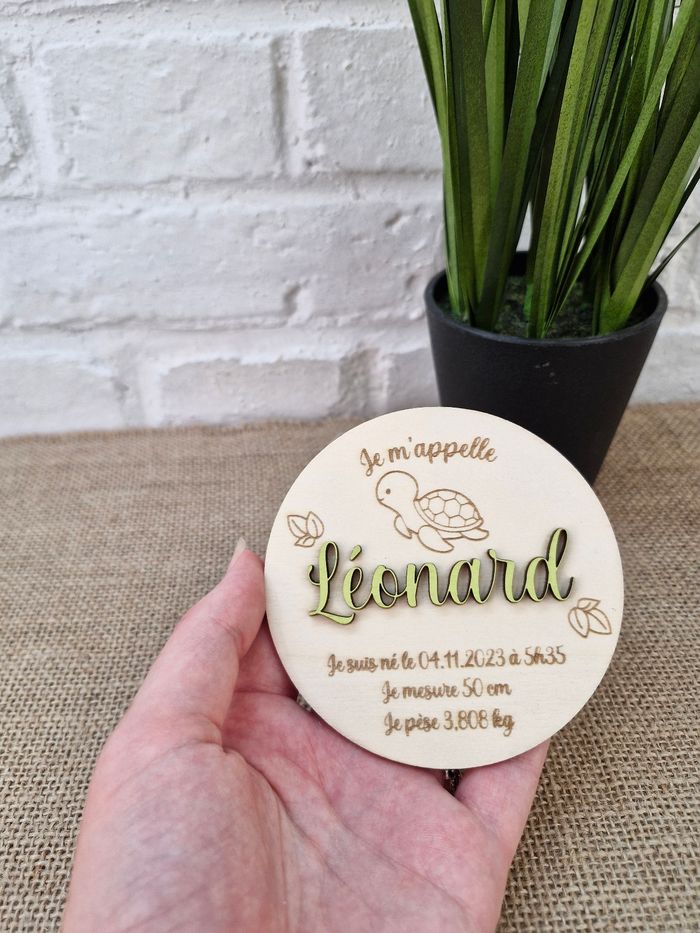 Je m'appelle
Léonard
Je suis né le 04.11.2023 à 5h35
Je mesure 50 cm
Je pèse 3,808 kg